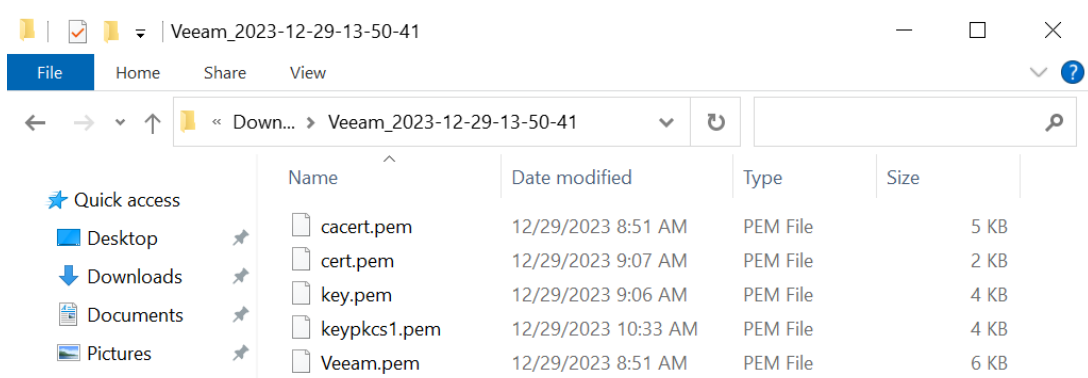 Veeam_2023-12-29-13-50-41
File Home Share View
« Down... > Veeam_2023-12-29-13-50-41
Name Date modified Type Size
Quick access
Desktop
Downloads
Documents
Pictures
cacert.pem 12/29/2023 8:51 AM PEM File 5 KB
cert.pem 12/29/2023 9:07 AM PEM File 2 KB
key.pem 12/29/2023 9:06 AM PEM File 4 KB
keypkcs1.pem 12/29/2023 10:33 AM PEM File 4 KB
Veeam.pem 12/29/2023 8:51 AM PEM File 6 KB